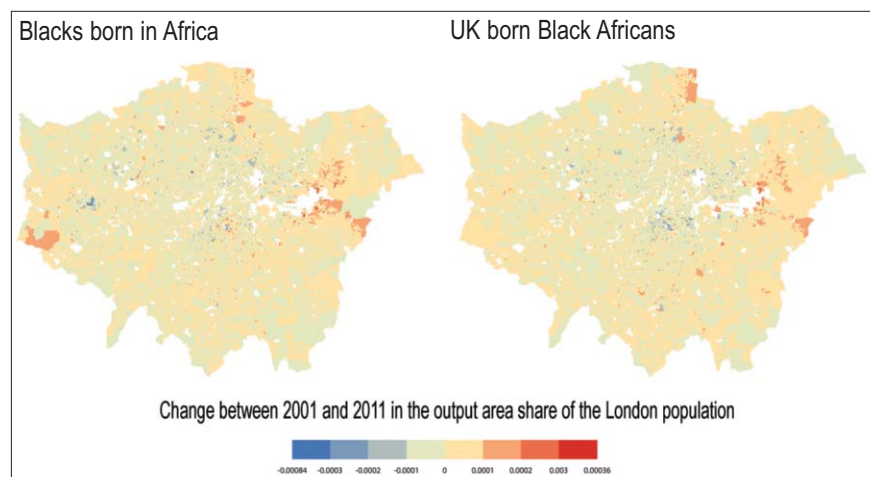 Blacks born in Africa
UK born Black Africans
Change between 2001 and 2011 in the output area share of the London population
-0.00084 -0.0003 -0.0002 -0.0001 0 0.0001 0.0002 0.003 0.00036